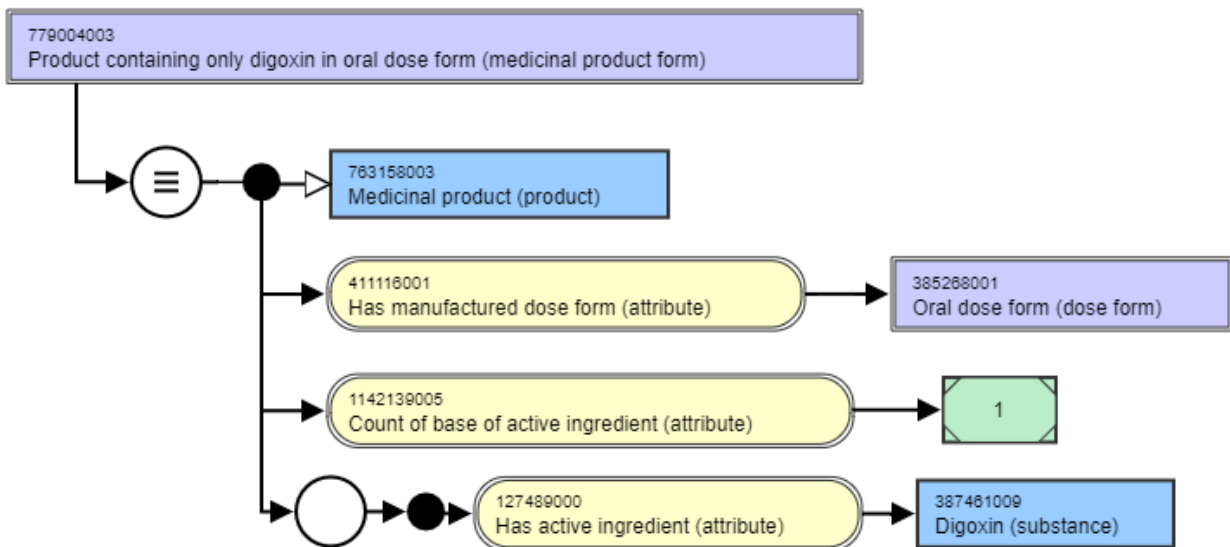 779004003
Product containing only digoxin in oral dose form (medicinal product form)
763158003
Medicinal product (product)
411116001
Has manufactured dose form (attribute)
385268001
Oral dose form (dose form)
1142139005
Count of base of active ingredient (attribute)
1
127489000
Has active ingredient (attribute)
387461009
Digoxin (substance)